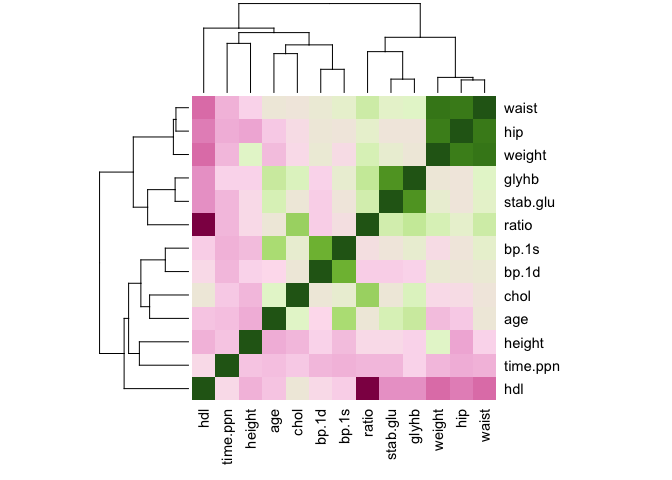 waist
hip
weight
glyhb
stab.glu
ratio
bp.1s
bp.1d
chol
age
height
time.ppn
hdl
hdl
time.ppn
height
age
chol
bp.1d
bp.1s
ratio
stab.glu
glyhb
weight
hip
waist